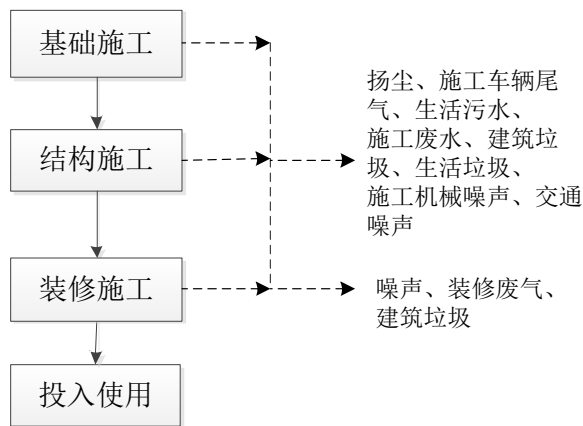 基础施工
结构施工
装修施工
投入使用
扬尘、施工车辆尾
气、生活污水、
施工废水、建筑垃
圾、生活垃圾、
施工机械噪声、交通
噪声
噪声、装修废气、
建筑垃圾